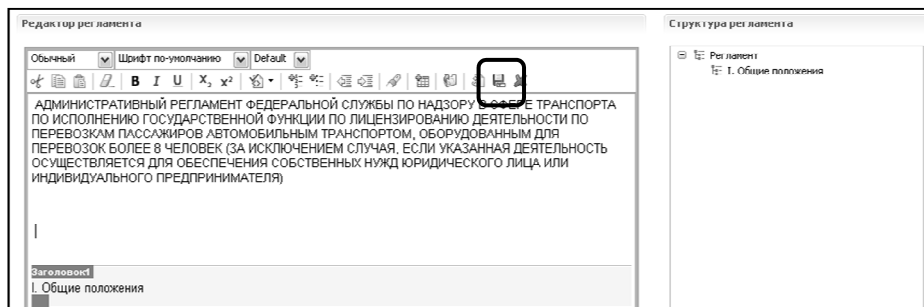 Редактор регламента
Структура регламента
Обычный Шрифт по-умолчанию Default
B I U X₂ x²
АДМИНИСТРАТИВНЫЙ РЕГЛАМЕНТ ФЕДЕРАЛЬНОЙ СЛУЖБЫ ПО НАДЗОРУ В СФЕРЕ ТРАНСПОРТА
ПО ИСПОЛНЕНИЮ ГОСУДАРСТВЕННОЙ ФУНКЦИИ ПО ЛИЦЕНЗИРОВАНИЮ ДЕЯТЕЛЬНОСТИ ПО
ПЕРЕВОЗКАМ ПАССАЖИРОВ АВТОМОБИЛЬНЫМ ТРАНСПОРТОМ, ОБОРУДОВАННЫМ ДЛЯ
ПЕРЕВОЗОК БОЛЕЕ 8 ЧЕЛОВЕК (ЗА ИСКЛЮЧЕНИЕМ СЛУЧАЯ, ЕСЛИ УКАЗАННАЯ ДЕЯТЕЛЬНОСТЬ
ОСУЩЕСТВЛЯЕТСЯ ДЛЯ ОБЕСПЕЧЕНИЯ СОБСТВЕННЫХ НУЖД ЮРИДИЧЕСКОГО ЛИЦА ИЛИ
ИНДИВИДУАЛЬНОГО ПРЕДПРИНИМАТЕЛЯ)
Заголовок1
I. Общие положения
Регламент
I. Общие положения